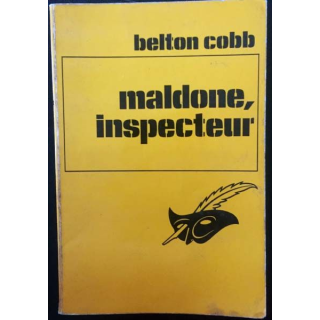 belton cobb
maldone,
inspecteur